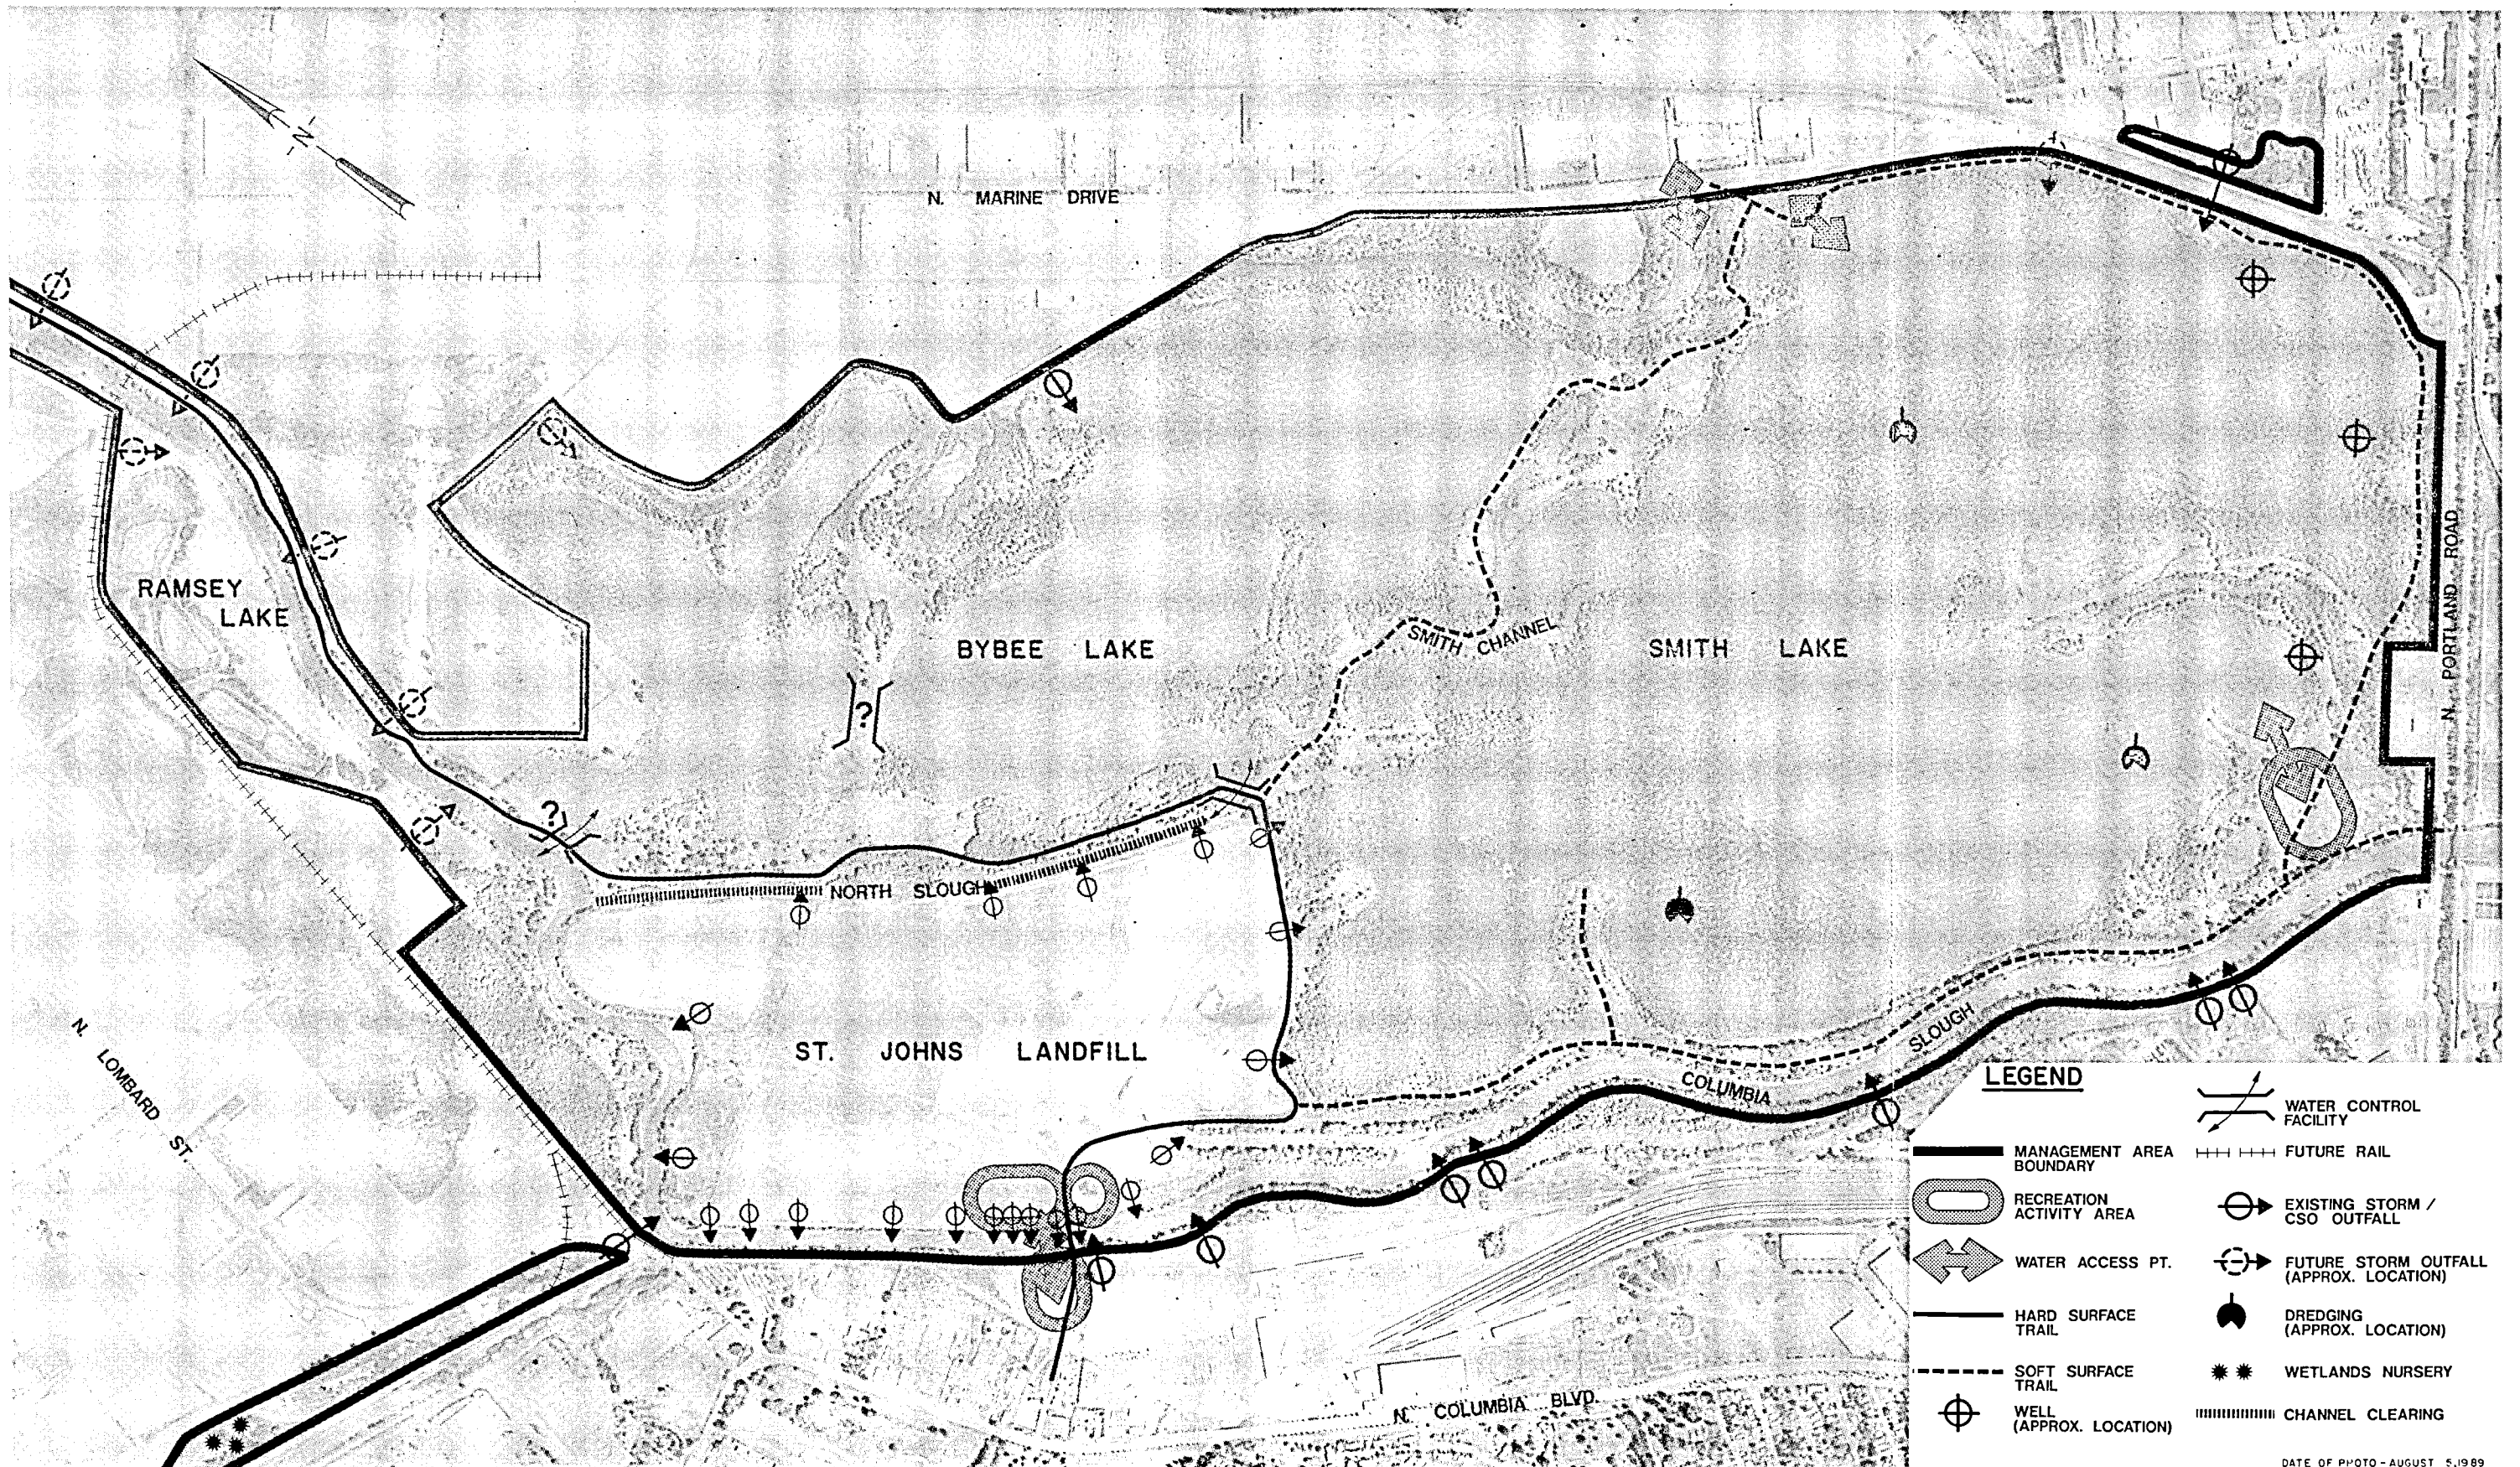 N
N. MARINE DRIVE
RAMSEY
LAKE
BYBEE LAKE
SMITH CHANNEL
SMITH LAKE
N. PORTLAND ROAD
?
?
NORTH SLOUGH
N. LOMBARD ST.
ST. JOHNS LANDFILL
COLUMBIA SLOUGH
N. COLUMBIA BLVD.
LEGEND
MANAGEMENT AREA
BOUNDARY
RECREATION
ACTIVITY AREA
WATER ACCESS PT.
HARD SURFACE
TRAIL
SOFT SURFACE
TRAIL
WELL
(APPROX. LOCATION)
WATER CONTROL
FACILITY
FUTURE RAIL
EXISTING STORM /
CSO OUTFALL
FUTURE STORM OUTFALL
(APPROX. LOCATION)
DREDGING
(APPROX. LOCATION)
WETLANDS NURSERY
CHANNEL CLEARING
DATE OF PHOTO - AUGUST 5, 1989